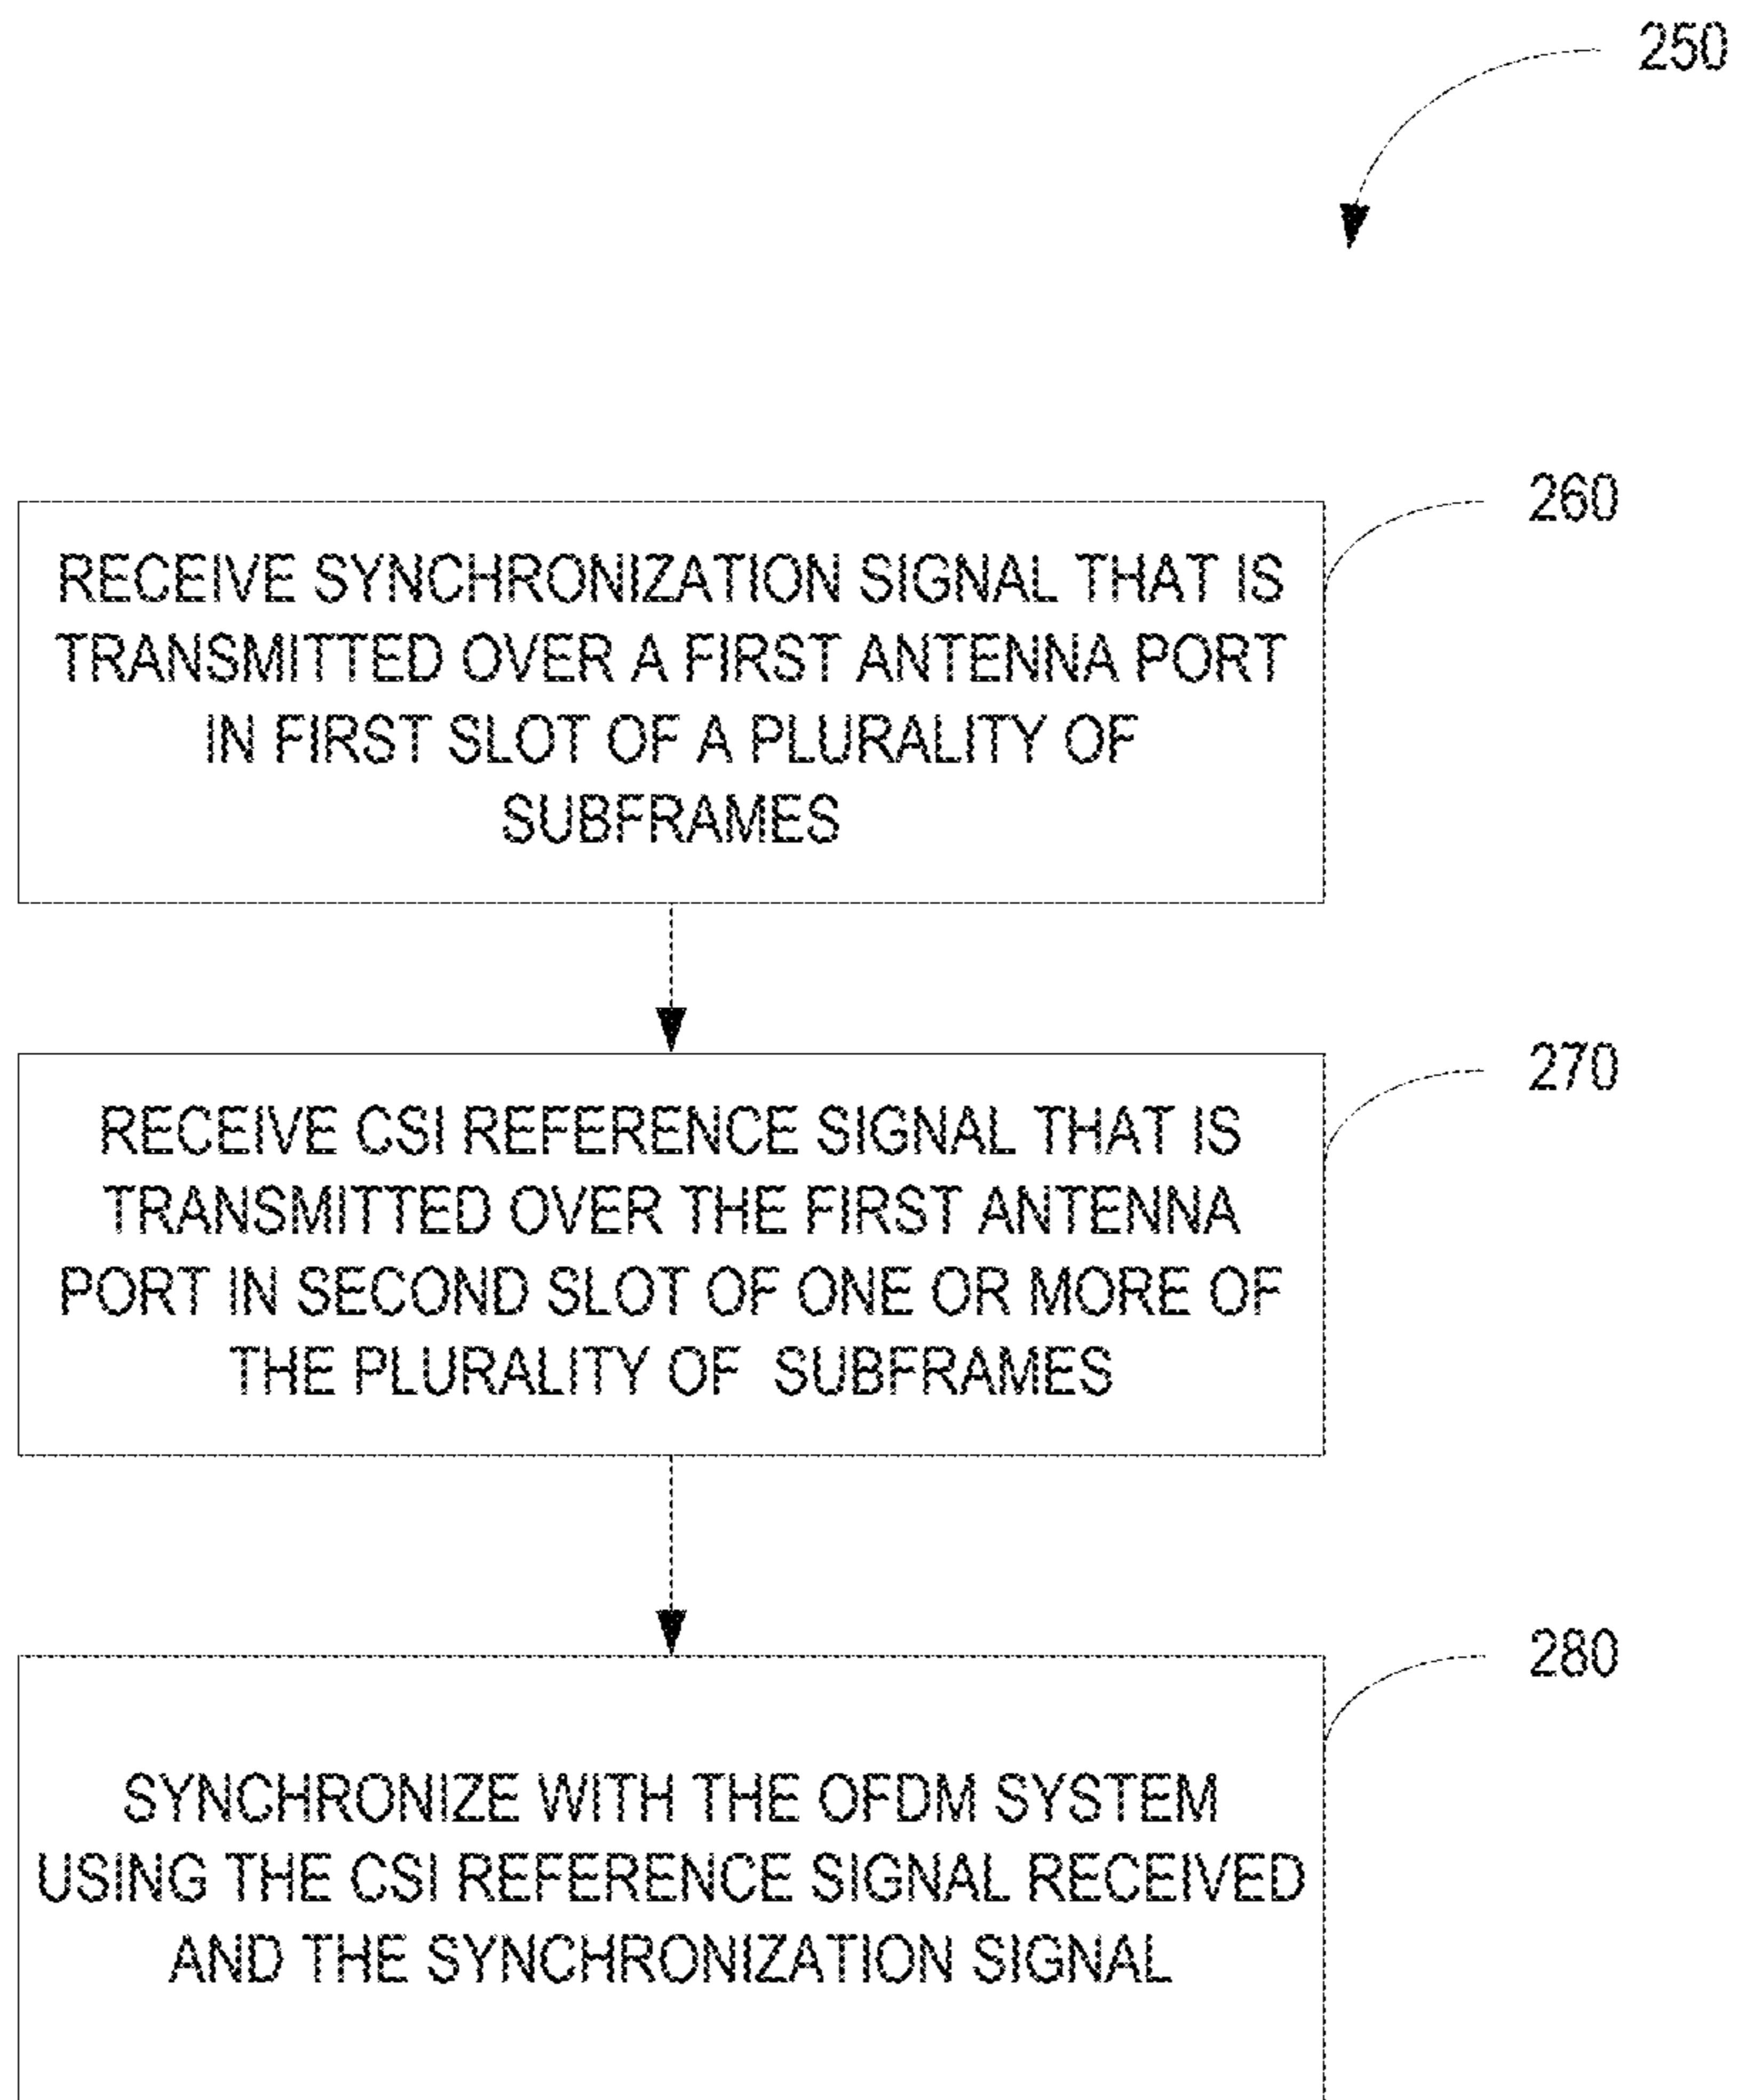 250
260
RECEIVE SYNCHRONIZATION SIGNAL THAT IS
TRANSMITTED OVER A FIRST ANTENNA PORT
IN FIRST SLOT OF A PLURALITY OF
SUBFRAMES
270
RECEIVE CSI REFERENCE SIGNAL THAT IS
TRANSMITTED OVER THE FIRST ANTENNA
PORT IN SECOND SLOT OF ONE OR MORE OF
THE PLURALITY OF SUBFRAMES
280
SYNCHRONIZE WITH THE OFDM SYSTEM
USING THE CSI REFERENCE SIGNAL RECEIVED
AND THE SYNCHRONIZATION SIGNAL